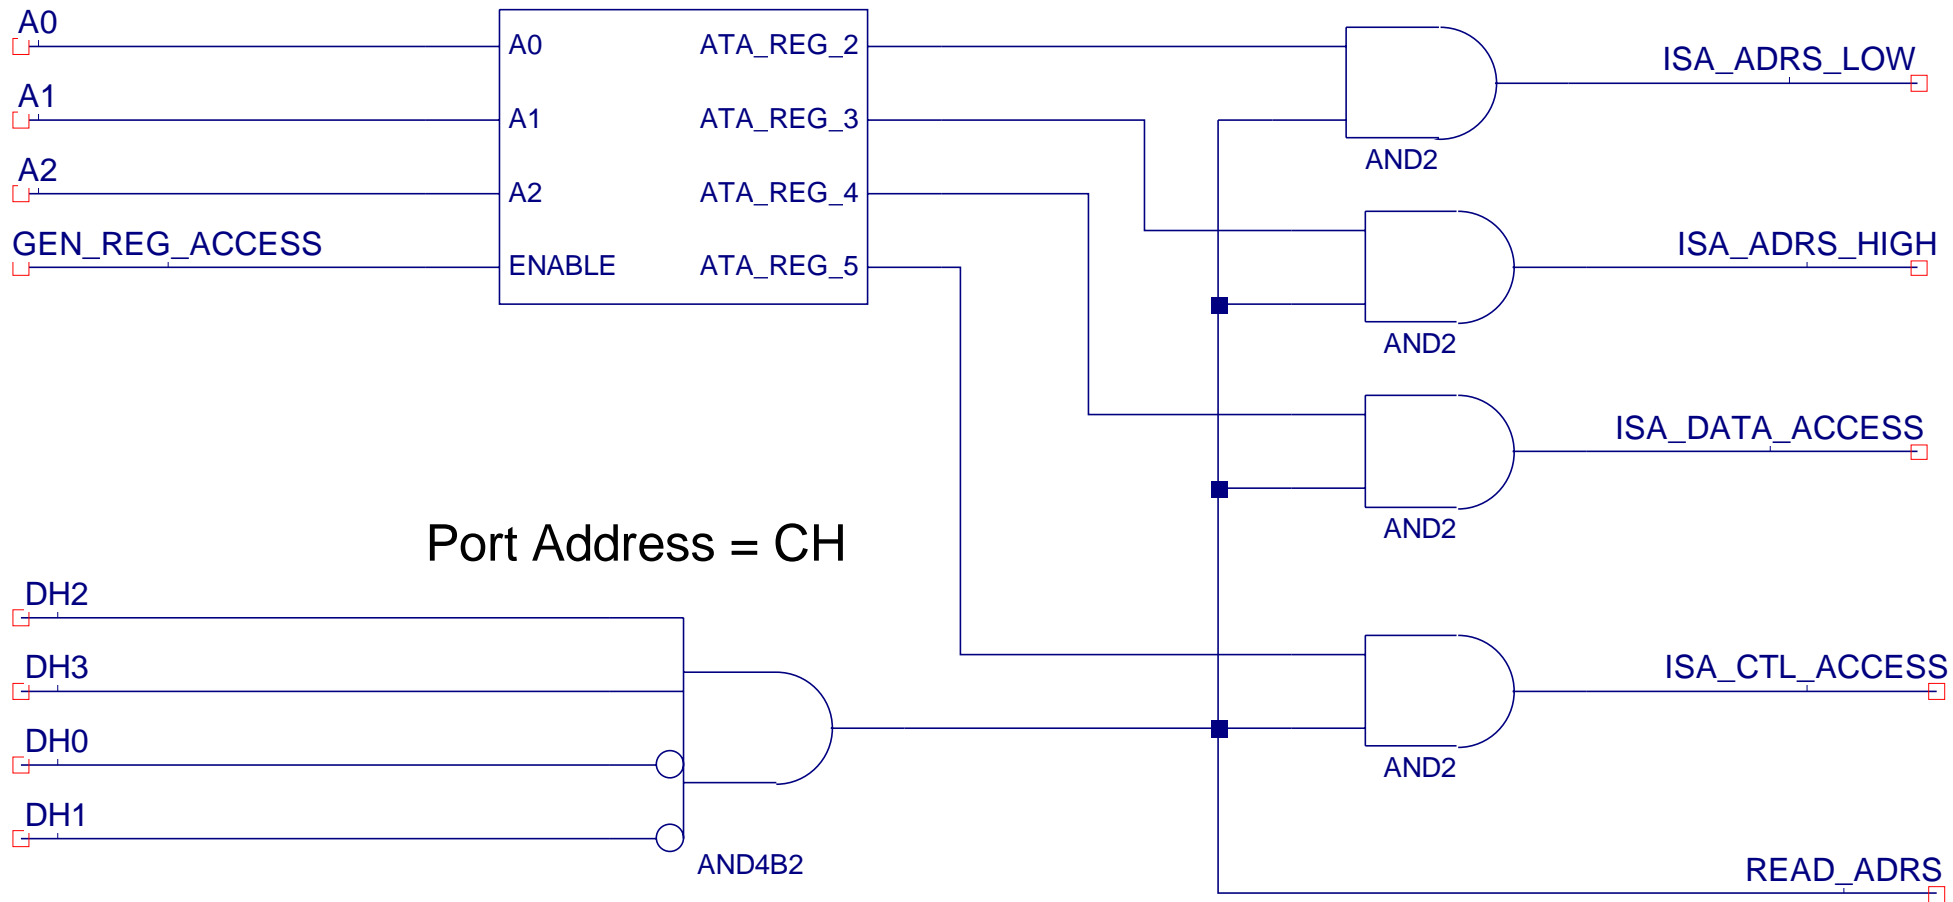 A0
A0 ATA_REG_2
ISA_ADRS_LOW
A1
A1 ATA_REG_3
AND2
A2
A2 ATA_REG_4
GEN_REG_ACCESS
ENABLE ATA_REG_5
ISA_ADRS_HIGH
AND2
ISA_DATA_ACCESS
AND2
Port Address = CH
DH2
DH3
ISA_CTL_ACCESS
DH0
AND2
DH1
AND4B2
READ_ADRS